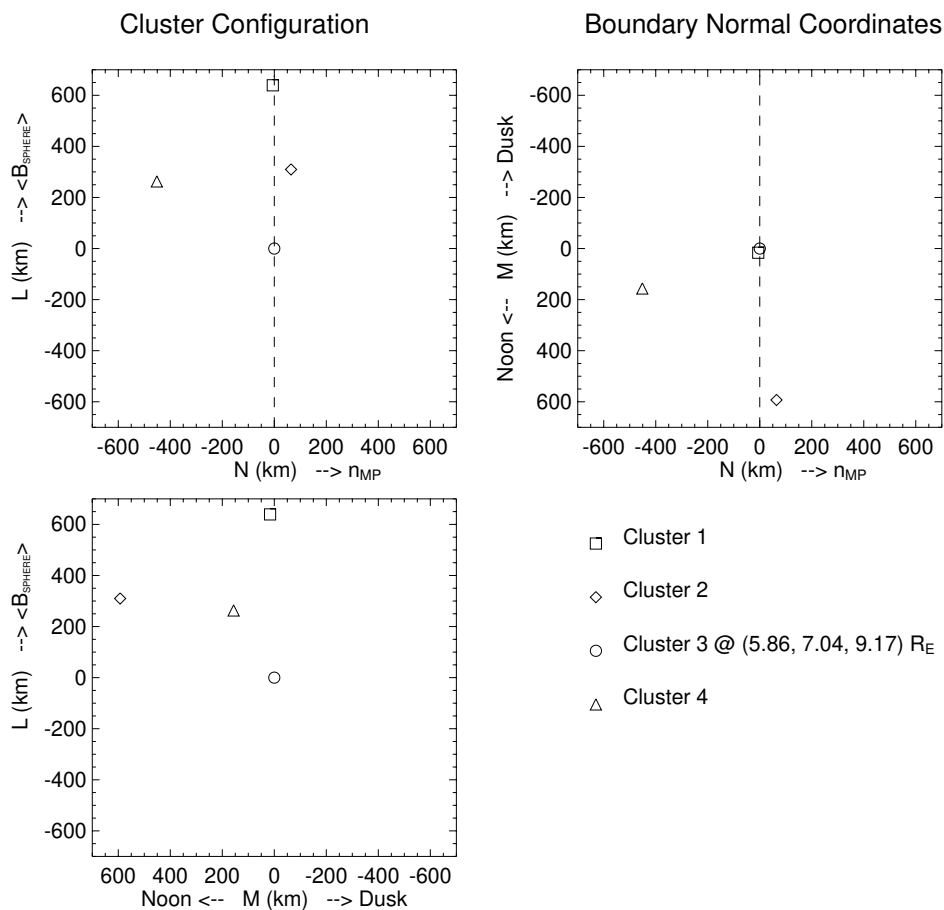 Cluster Configuration
Boundary Normal Coordinates
600
400
200
0
-200
-400
-600
L (km) --> <B_SPHERE>
-600 -400 -200 0 200 400 600
N (km) --> n_MP
-600
-400
-200
0
200
400
600
Noon <-- M (km) --> Dusk
-600 -400 -200 0 200 400 600
N (km) --> n_MP
600
400
200
0
-200
-400
-600
L (km) --> <B_SPHERE>
600 400 200 0 -200 -400 -600
Noon <-- M (km) --> Dusk
Cluster 1
Cluster 2
Cluster 3 @ (5.86, 7.04, 9.17) R_E
Cluster 4